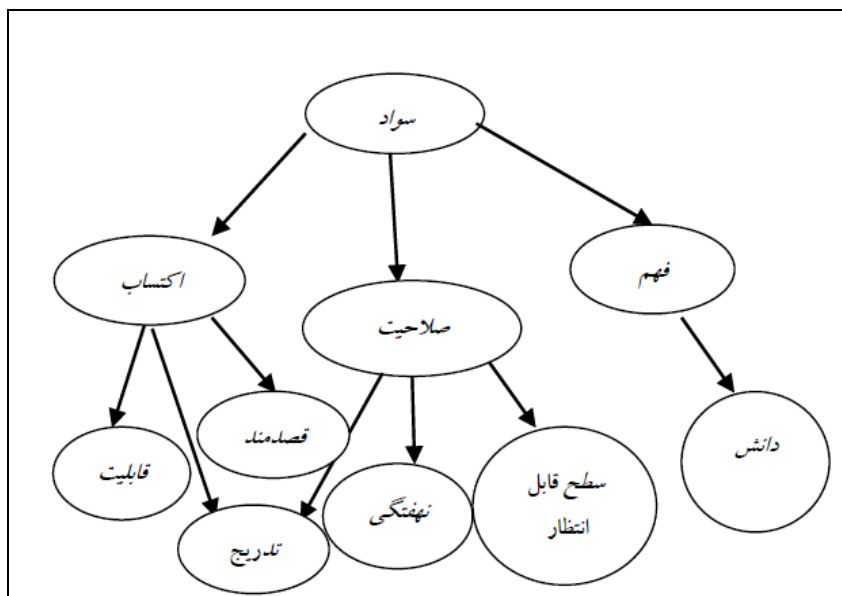 سواد
فهم
اکتساب
صلاحیت
قصدمند
دانش
قابلیت
سطح قابل
انتظار
نهفتگی
تدریج